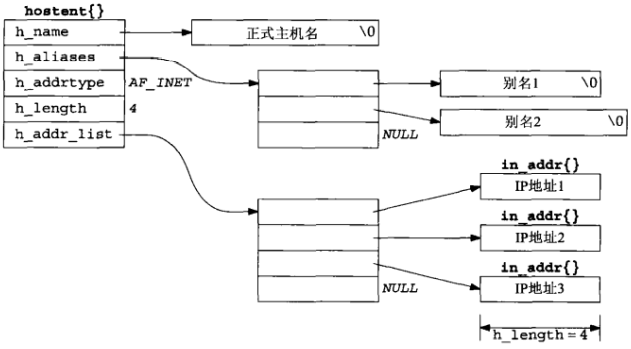 hostent{}
h_name
正式主机名 \0
h_aliases
h_addrtype AF_INET
别名1 \0
h_length 4
别名2 \0
h_addr_list
NULL
in_addr{}
IP地址1
in_addr{}
IP地址2
in_addr{}
IP地址3
NULL
h_length=4